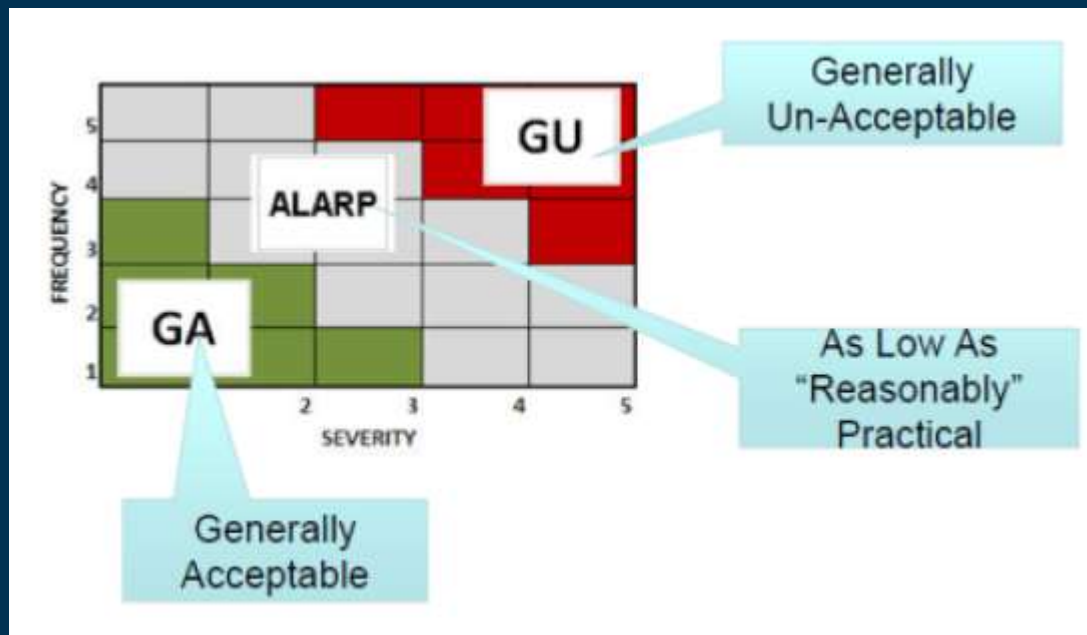 Generally
Un-Acceptable
5
GU
4
ALARP
FREQUENCY
3
2
GA
1
As Low As
“Reasonably”
Practical
2 3 4 5
SEVERITY
Generally
Acceptable